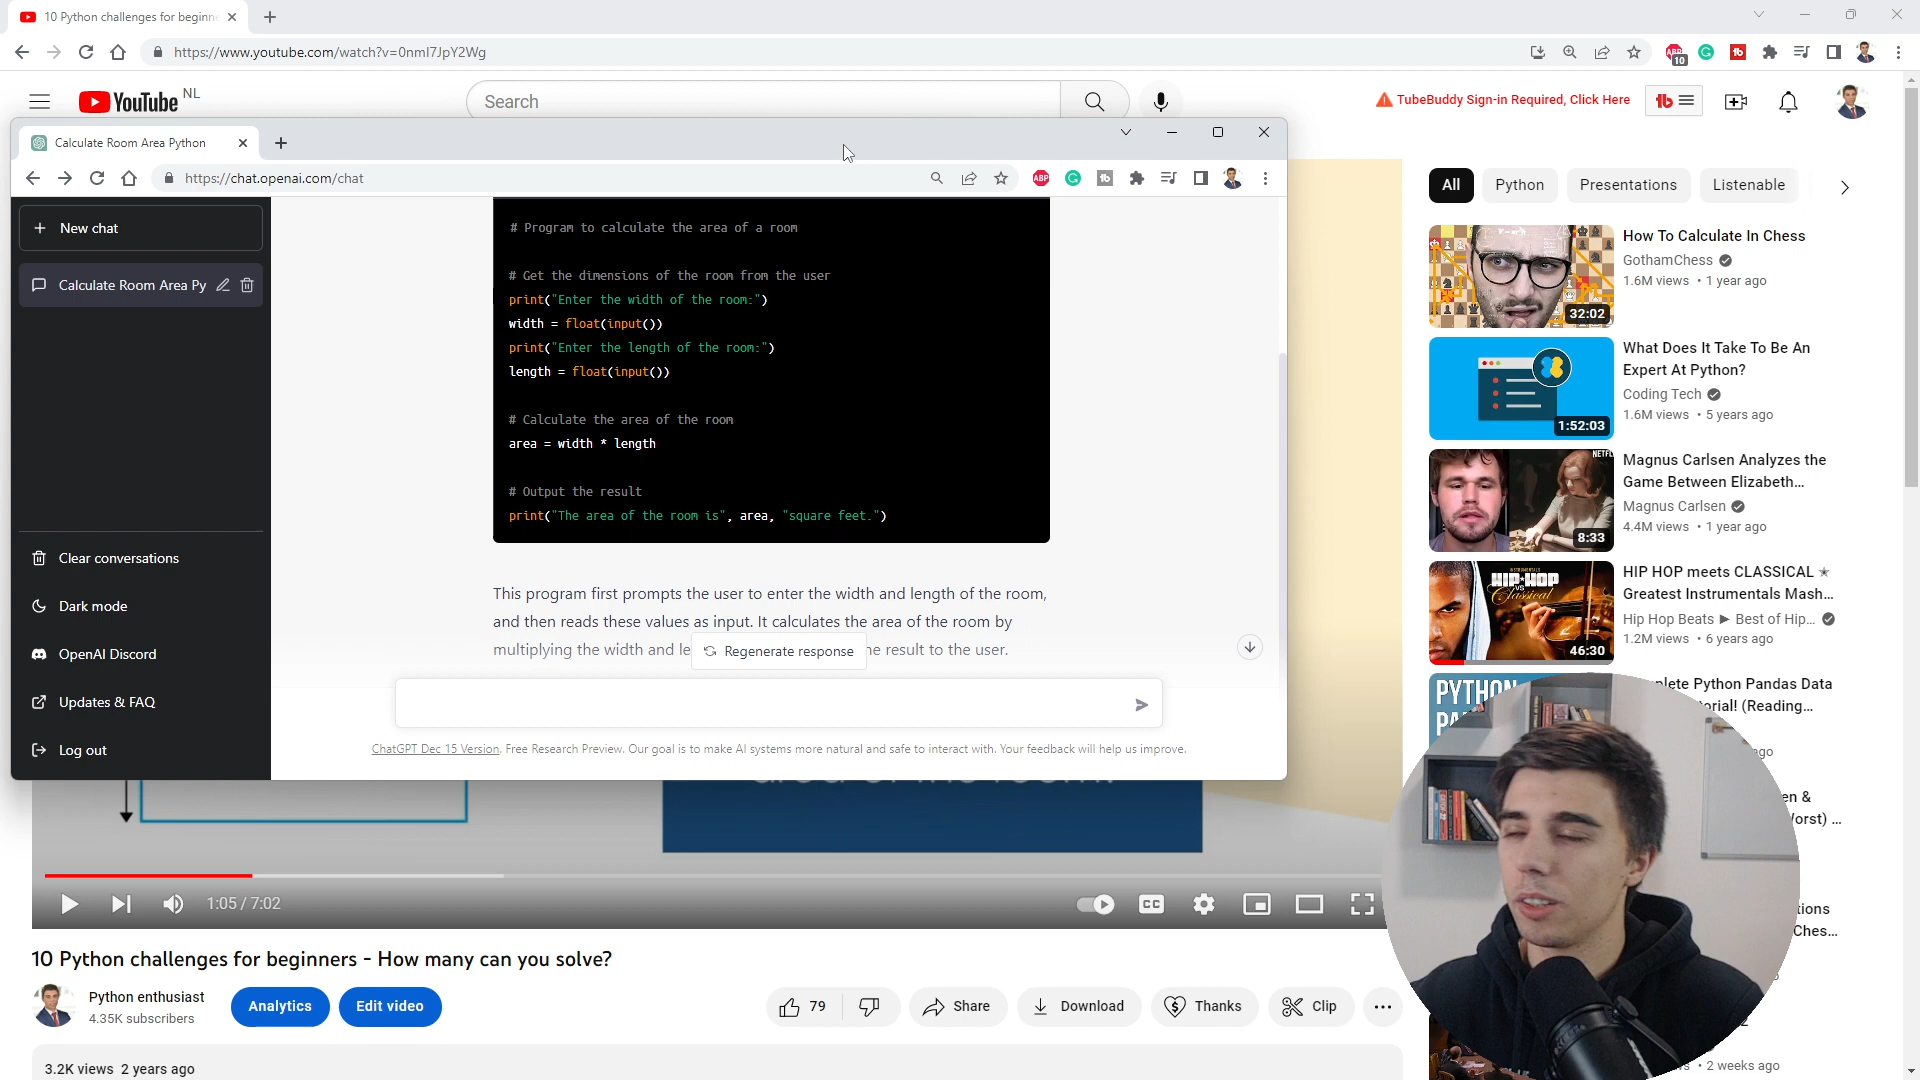 10 Python challenges for beginne
https://www.youtube.com/watch?v=0nmI7JpY2Wg
10
YouTube NL
Search
TubeBuddy Sign-in Required, Click Here
Calculate Room Area Python
https://chat.openai.com/chat
ABP
New chat
Calculate Room Area Py
Clear conversations
Dark mode
OpenAI Discord
Updates & FAQ
Log out
# Program to calculate the area of a room
# Get the dimensions of the room from the user
print("Enter the width of the room:")
width = float(input())
print("Enter the length of the room:")
length = float(input())
# Calculate the area of the room
area = width * length
# Output the result
print("The area of the room is", area, "square feet.")
This program first prompts the user to enter the width and length of the room,
and then reads these values as input. It calculates the area of the room by
multiplying the width and le
Regenerate response
he result to the user.
ChatGPT Dec 15 Version. Free Research Preview. Our goal is to make AI systems more natural and safe to interact with. Your feedback will help us improve.
1:05 / 7:02
CC
10 Python challenges for beginners - How many can you solve?
Python enthusiast
4.35K subscribers
Analytics
Edit video
79
Share
Download
Thanks
Clip
3.2K views 2 years ago
All
Python
Presentations
Listenable
How To Calculate In Chess
GothamChess
1.6M views • 1 year ago
32:02
What Does It Take To Be An
Expert At Python?
Coding Tech
1.6M views • 5 years ago
1:52:03
Magnus Carlsen Analyzes the
Game Between Elizabeth...
Magnus Carlsen
4.4M views • 1 year ago
NETFL
8:33
HIP HOP meets CLASSICAL ★
Greatest Instrumentals Mash...
Hip Hop Beats ► Best of Hip...
1.2M views • 6 years ago
INSTRUMENTALS
HIP★HOP
VS
Classical
46:30
PYTHON
PA
plete Python Pandas Data
orial! (Reading...
ago
en &
orst) ...
tions
Ches...
• 2 weeks ago